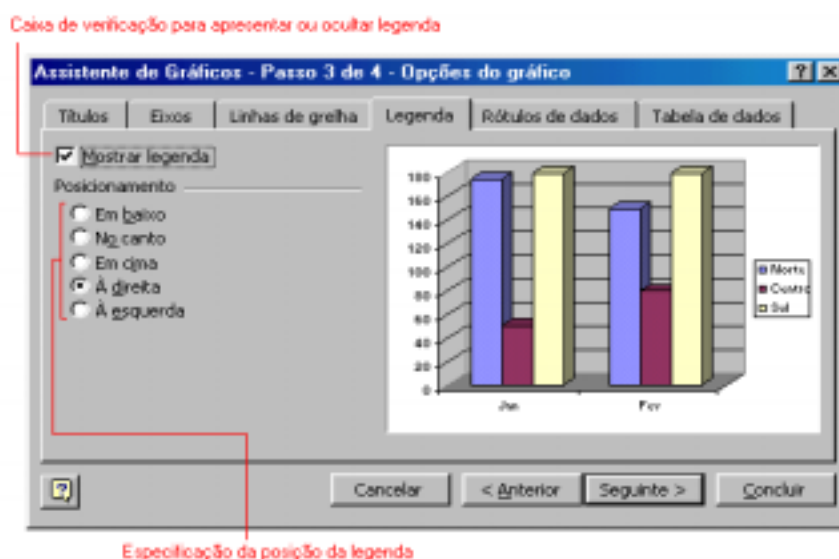 Caixa de verificação para apresentar ou ocultar legenda
Assistente de Gráficos - Passo 3 de 4 - Opções do gráfico
Títulos
Eixos
Linhas de grelha
Legenda
Rótulos de dados
Tabela de dados
Mostrar legenda
Posicionamento
Em baixo
No canto
Em cima
À direita
À esquerda
180
160
140
120
100
80
60
40
20
0
Jan
Fev
Norte
Centro
Sul
Cancelar
< Anterior
Seguinte >
Concluir
Especificação da posição da legenda